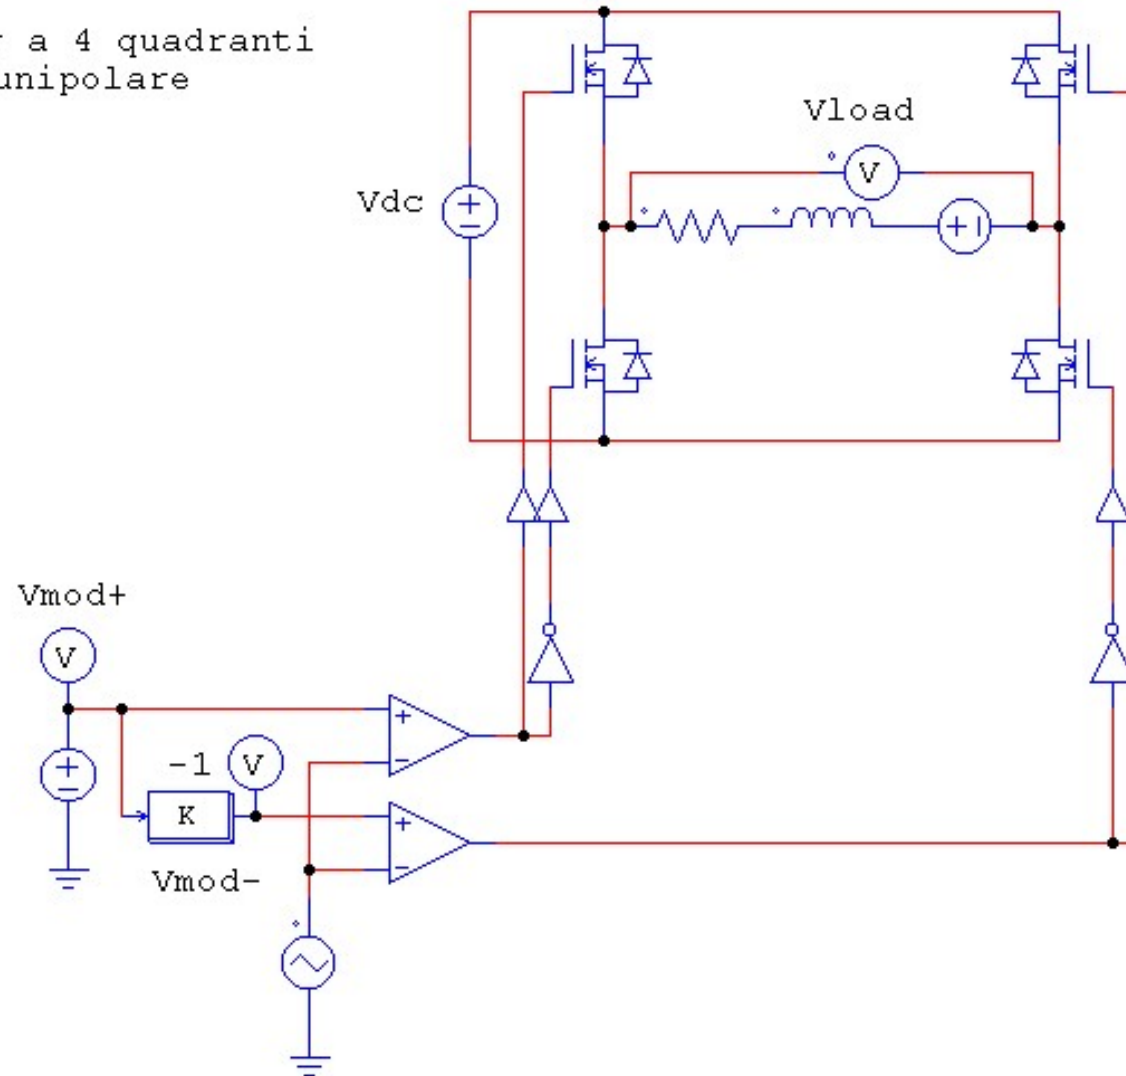 a 4 quadranti
unipolare
Vload
V
Vdc
Vmod+
V
-1
V
K
Vmod-